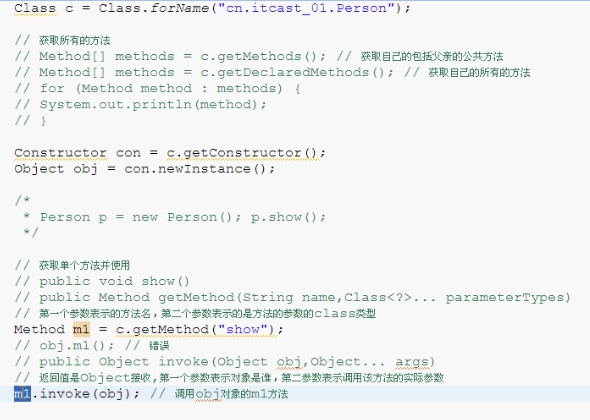 Class c = Class.forName("cn.itcast_01.Person");
// 获取所有的方法
// Method[] methods = c.getMethods(); // 获取自己的包括父亲的公共方法
// Method[] methods = c.getDeclaredMethods(); // 获取自己的所有的方法
// for (Method method : methods) {
// System.out.println(method);
// }
Constructor con = c.getConstructor();
Object obj = con.newInstance();
/*
* Person p = new Person(); p.show();
*/
// 获取单个方法并使用
// public void show()
// public Method getMethod(String name,Class<?>... parameterTypes)
// 第一个参数表示的方法名，第二个参数表示的是方法的参数的class类型
Method m1 = c.getMethod("show");
// obj.m1(); // 错误
// public Object invoke(Object obj,Object... args)
// 返回值是Object接收,第一个参数表示对象是谁，第二参数表示调用该方法的实际参数
m1.invoke(obj); // 调用obj对象的m1方法